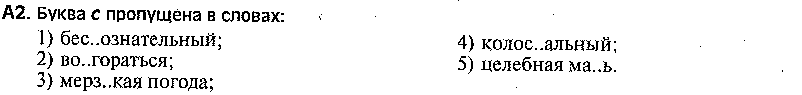 А2. Буква с пропущена в словах:
1) бес..ознательный;
2) во..гораться;
3) мерз..кая погода;
4) колос..альный;
5) целебная ма..ь.